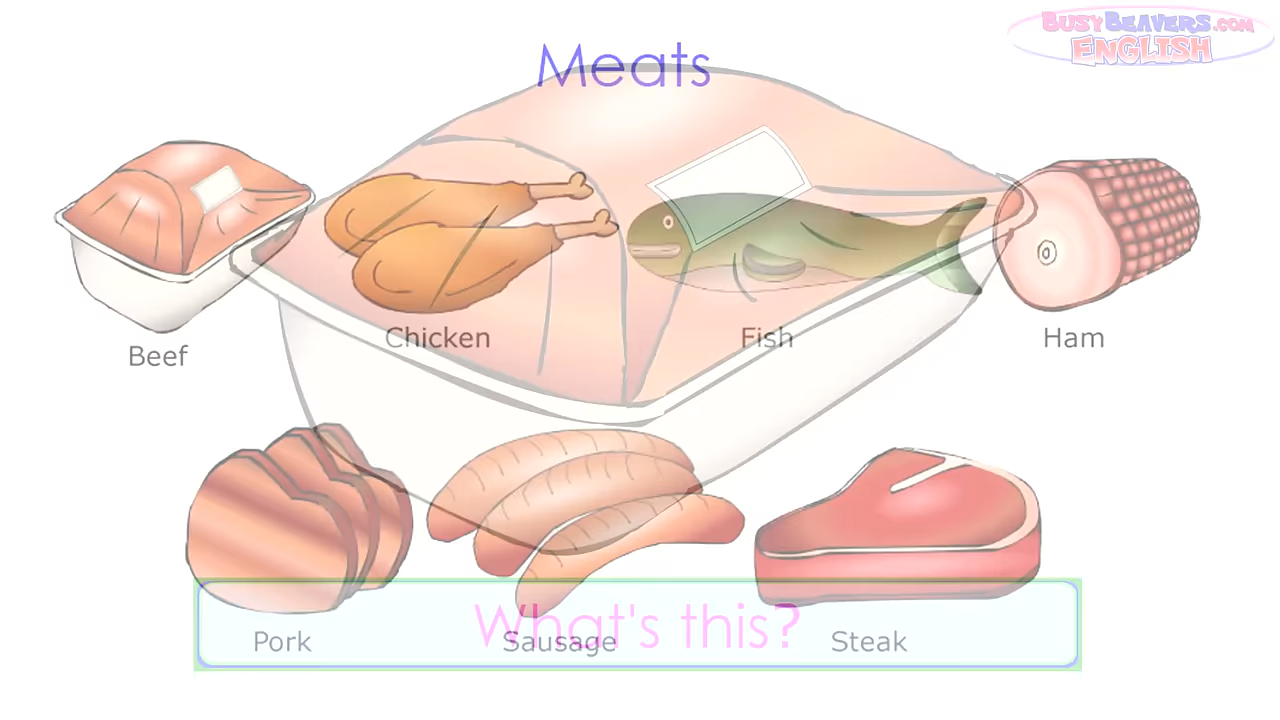 BUSYBEAVERS.COM
ENGLISH
Meats
Beef
Chicken
Fish
Ham
Pork
Sausage
Steak
What's this?